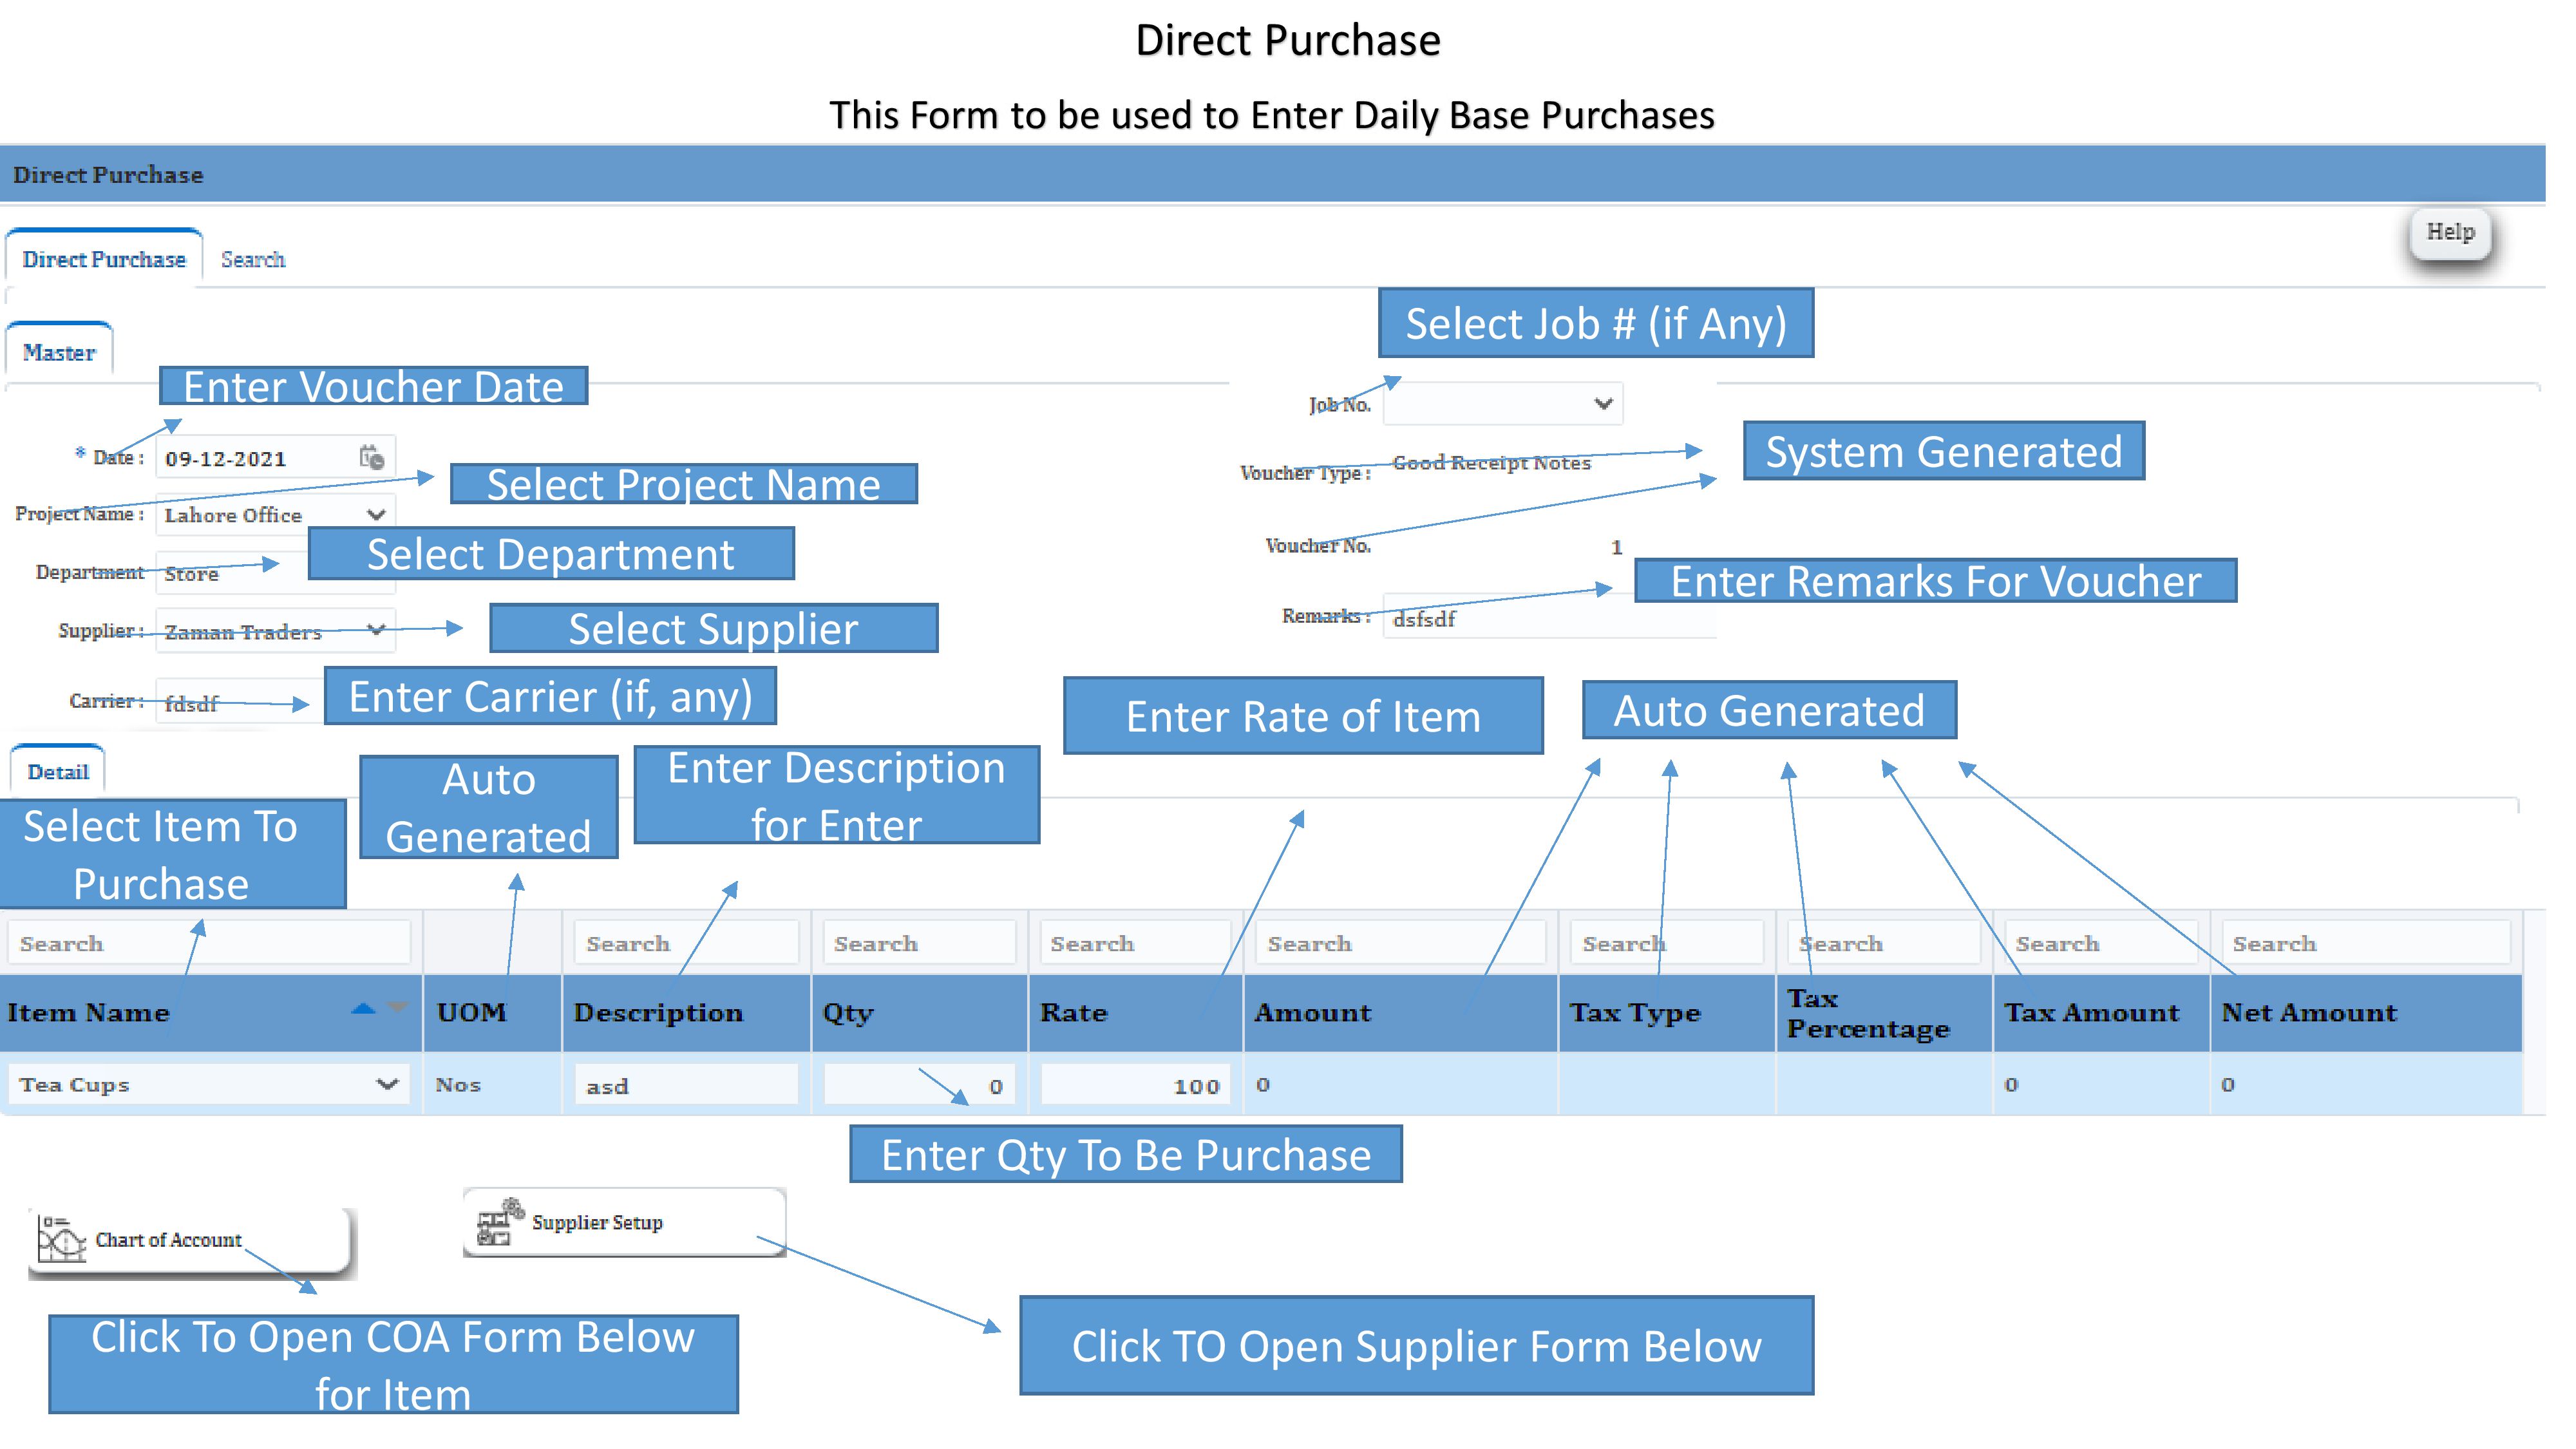 Direct Purchase
This Form to be used to Enter Daily Base Purchases
Direct Purchase
Help
Direct Purchase Search
Master
Select Job # (if Any)
Enter Voucher Date
Job No.
* Date : 09-12-2021
System Generated
Voucher Type : Good Receipt Notes
Select Project Name
Project Name : Lahore Office
Select Department
Voucher No. 1
Department Store
Enter Remarks For Voucher
Remarks : dsfsdf
Supplier : Zaman Traders
Select Supplier
Carrier : fdsdf
Enter Carrier (if, any)
Enter Rate of Item
Auto Generated
Detail
Auto
Generated
Enter Description
for Enter
Select Item To
Purchase
Search Search Search Search Search Search Search Search Search
Item Name UOM Description Qty Rate Amount Tax Type Tax Percentage Tax Amount Net Amount
Tea Cups Nos asd 0 100 0 0 0
Enter Qty To Be Purchase
Chart of Account
Supplier Setup
Click To Open COA Form Below
for Item
Click TO Open Supplier Form Below